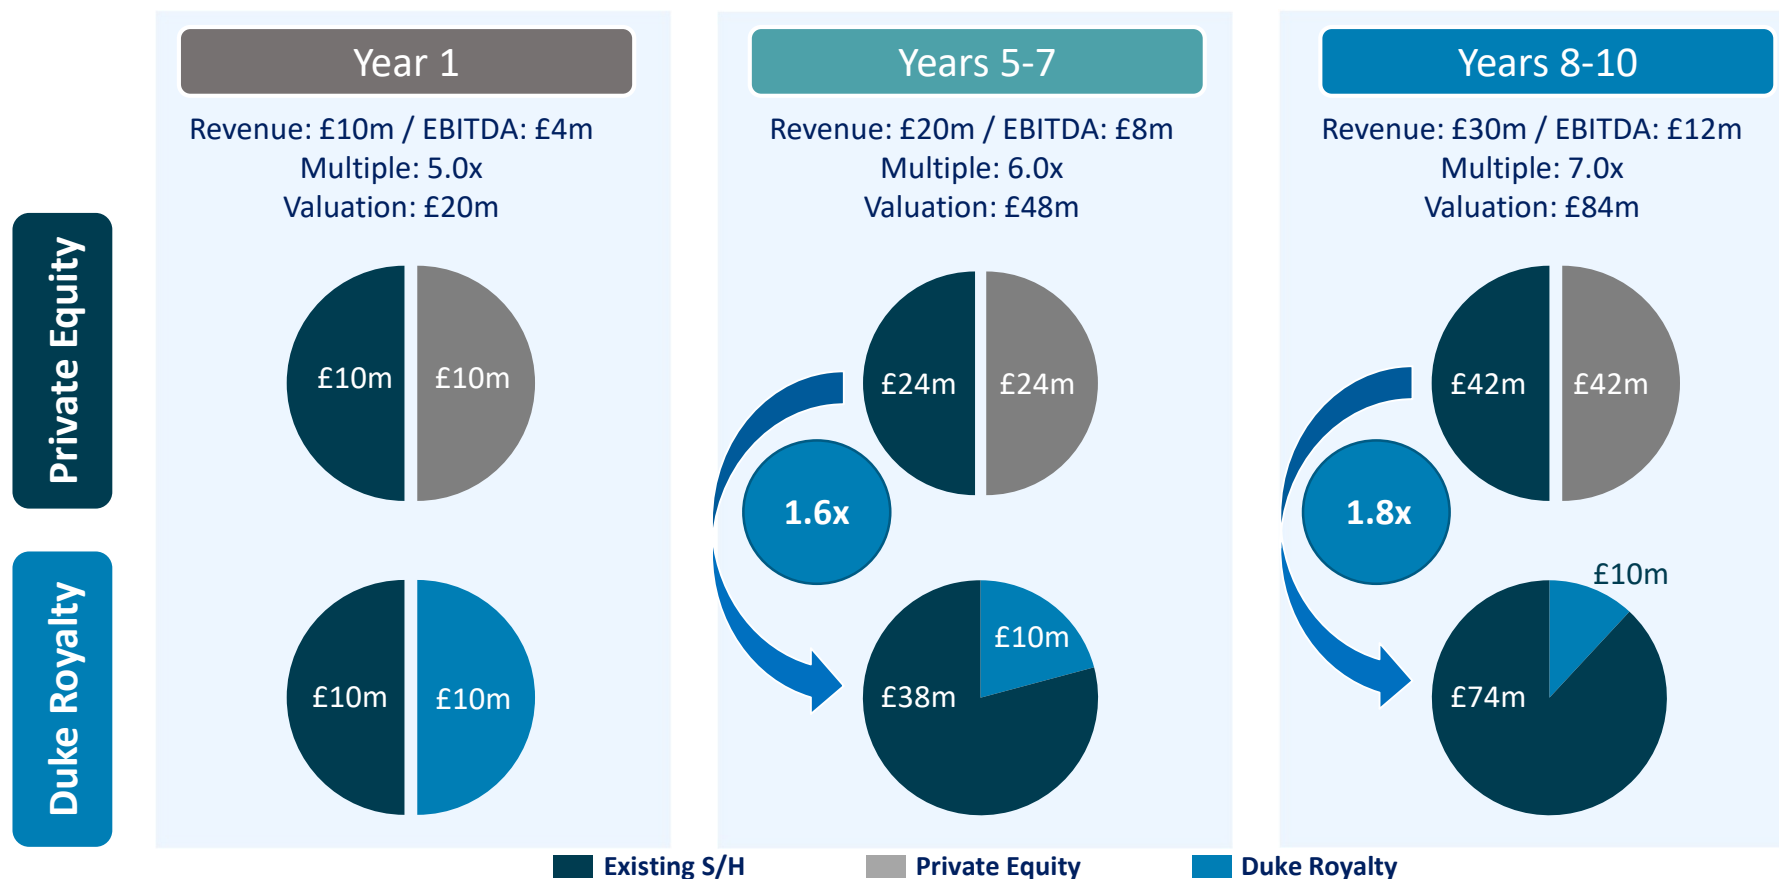 Year 1
Revenue: £10m / EBITDA: £4m
Multiple: 5.0x
Valuation: £20m
Years 5-7
Revenue: £20m / EBITDA: £8m
Multiple: 6.0x
Valuation: £48m
Years 8-10
Revenue: £30m / EBITDA: £12m
Multiple: 7.0x
Valuation: £84m
Private Equity
£10m
£10m
£24m
£24m
£42m
£42m
1.6x
1.8x
Duke Royalty
£10m
£10m
£10m
£38m
£10m
£74m
Existing S/H
Private Equity
Duke Royalty